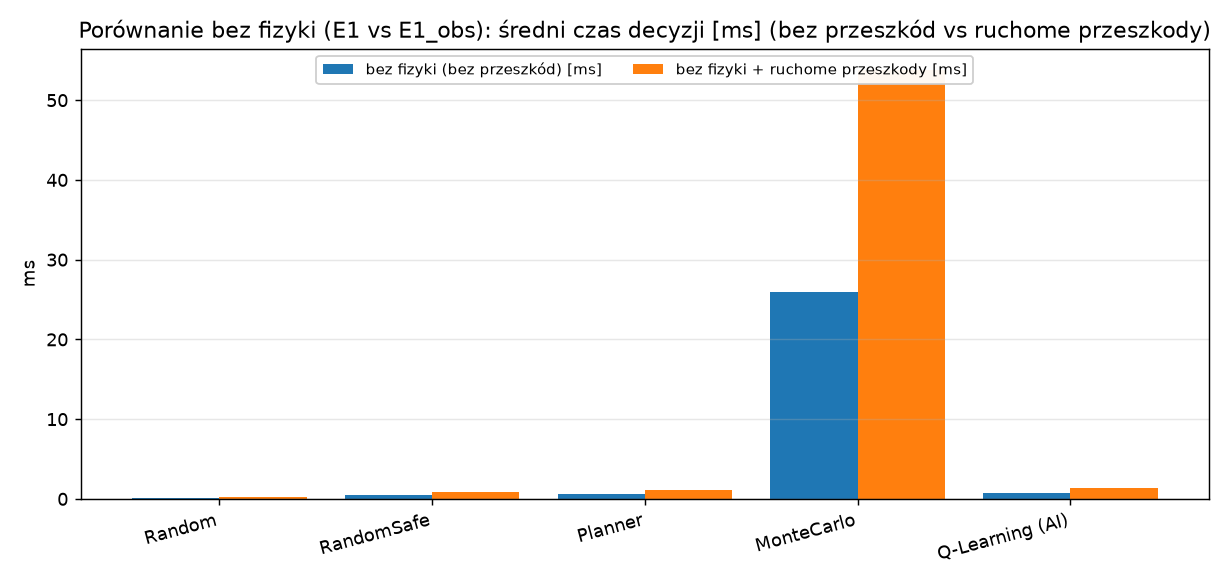 Porównanie bez fizyki (E1 vs E1_obs): średni czas decyzji [ms] (bez przeszkód vs ruchome przeszkody)
bez fizyki (bez przeszkód) [ms]
bez fizyki + ruchome przeszkody [ms]
50
40
30
20
10
0
ms
Random
RandomSafe
Planner
MonteCarlo
Q-Learning (AI)